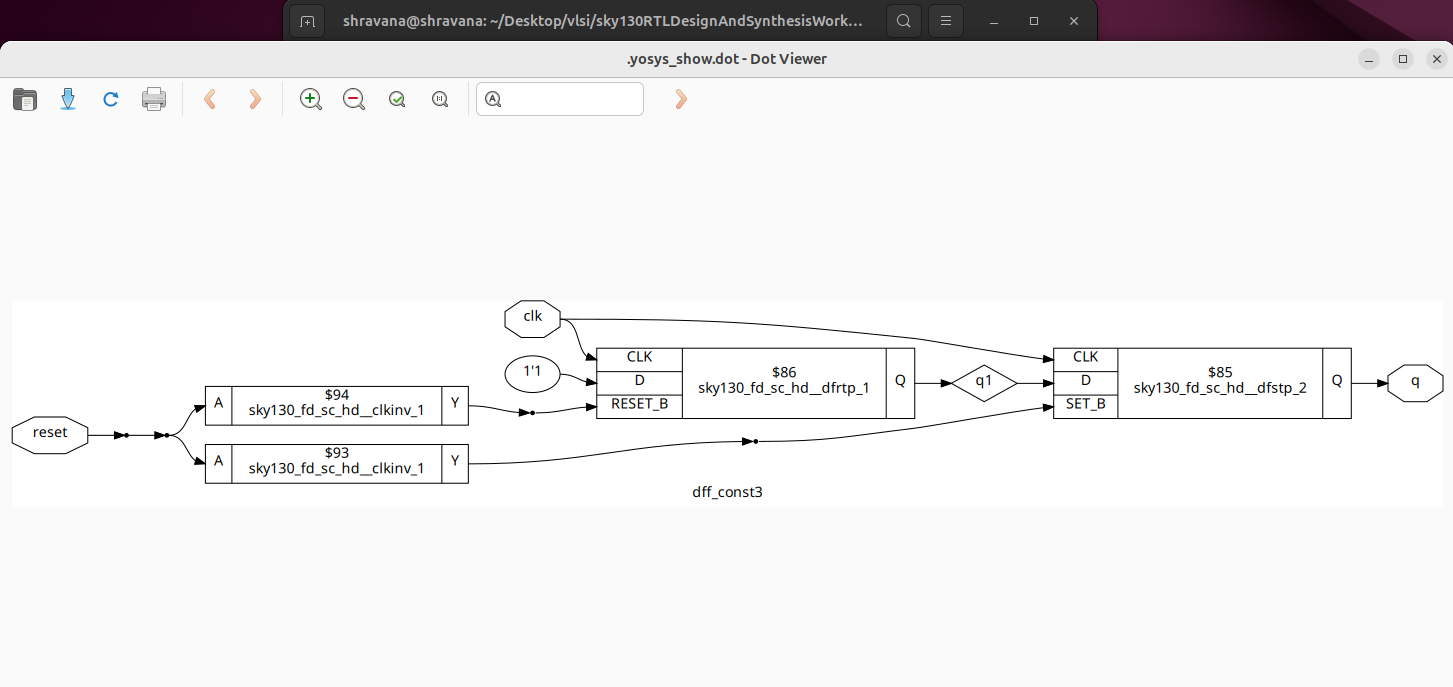 shravana@shravana: ~/Desktop/vlsi/sky130RTLDesignAndSynthesisWork…
.yosys_show.dot - Dot Viewer
clk
1'1
CLK
D
RESET_B
$86
sky130_fd_sc_hd__dfrtp_1
Q
q1
CLK
D
SET_B
$85
sky130_fd_sc_hd__dfstp_2
Q
q
reset
A
$94
sky130_fd_sc_hd__clkinv_1
Y
A
$93
sky130_fd_sc_hd__clkinv_1
Y
dff_const3